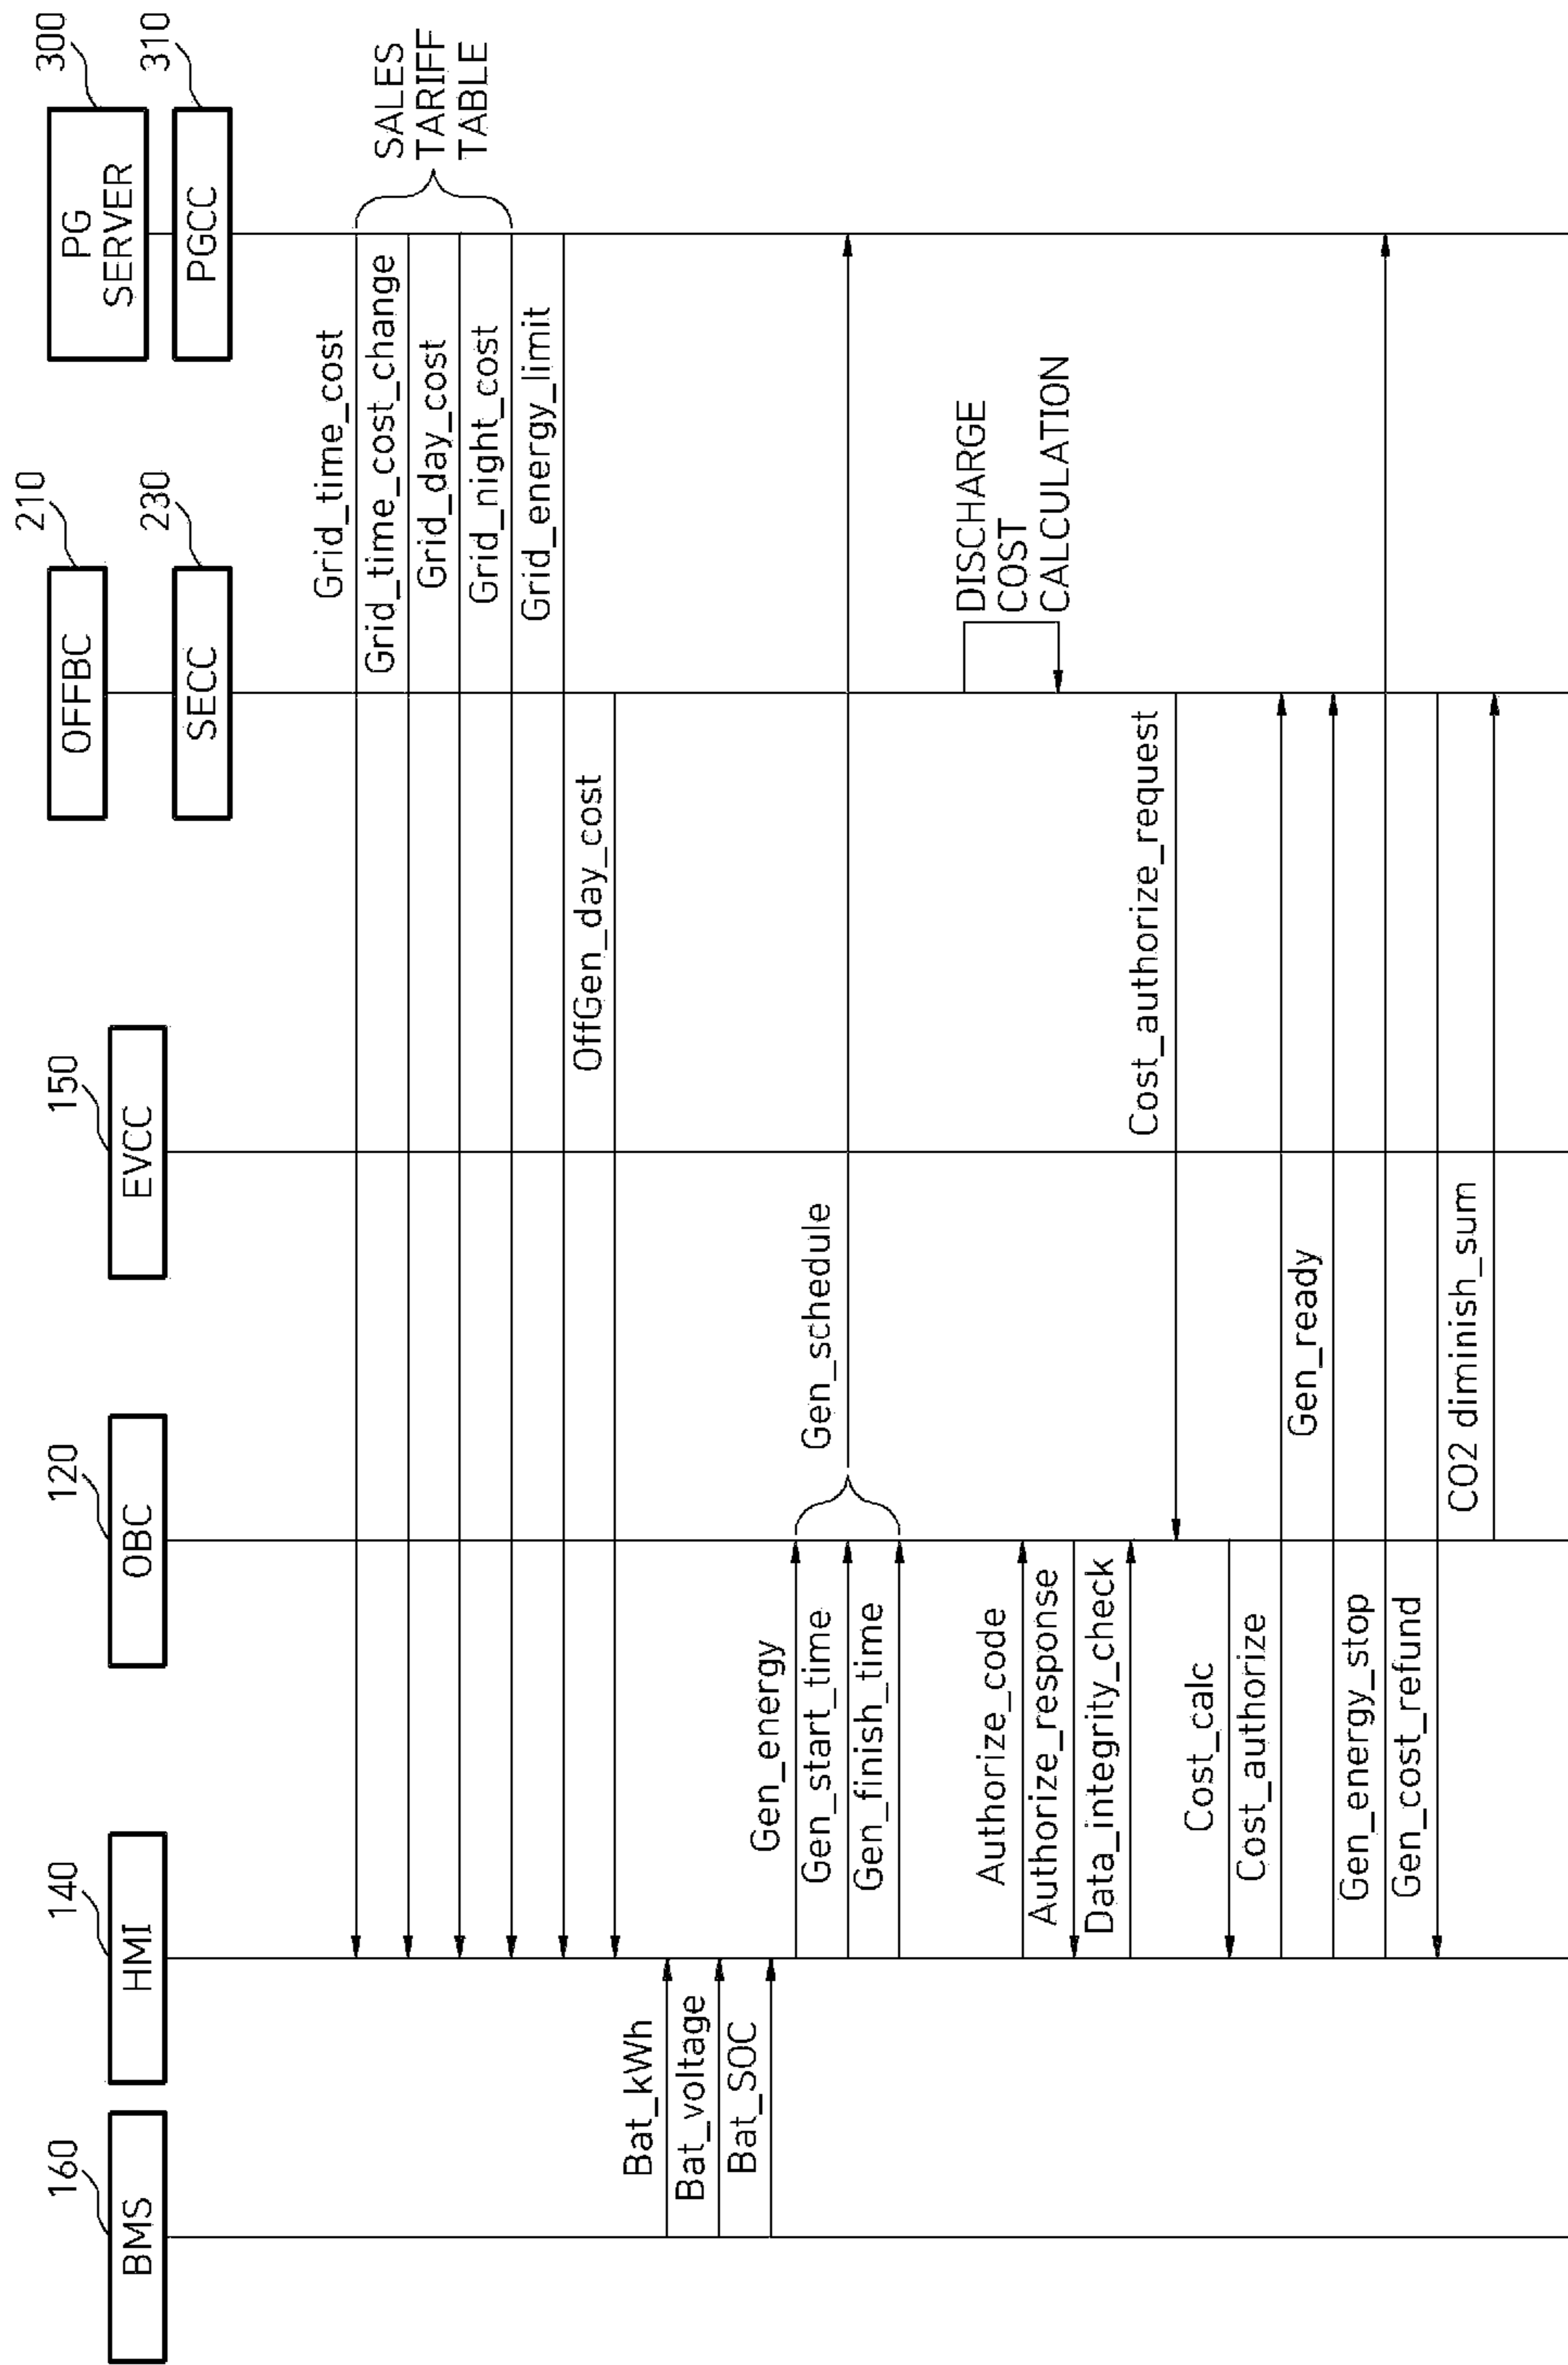 160
BMS
140
HMI
120
OBC
150
EVCC
210
OFFBC
230
SECC
300
PG
SERVER
310
PGCC
Grid_time_cost
Grid_time_cost_change
Grid_day_cost
Grid_night_cost
SALES
TARIFF
TABLE
Grid_energy_limit
OffGen_day_cost
Bat_kWh
Bat_voltage
Bat_SOC
Gen_energy
Gen_start_time
Gen_finish_time
Gen_schedule
DISCHARGE
COST
CALCULATION
Authorize_code
Authorize_response
Data_integrity_check
Cost_authorize_request
Cost_calc
Cost_authorize
Gen_ready
Gen_energy_stop
Gen_cost_refund
CO2 diminish_sum